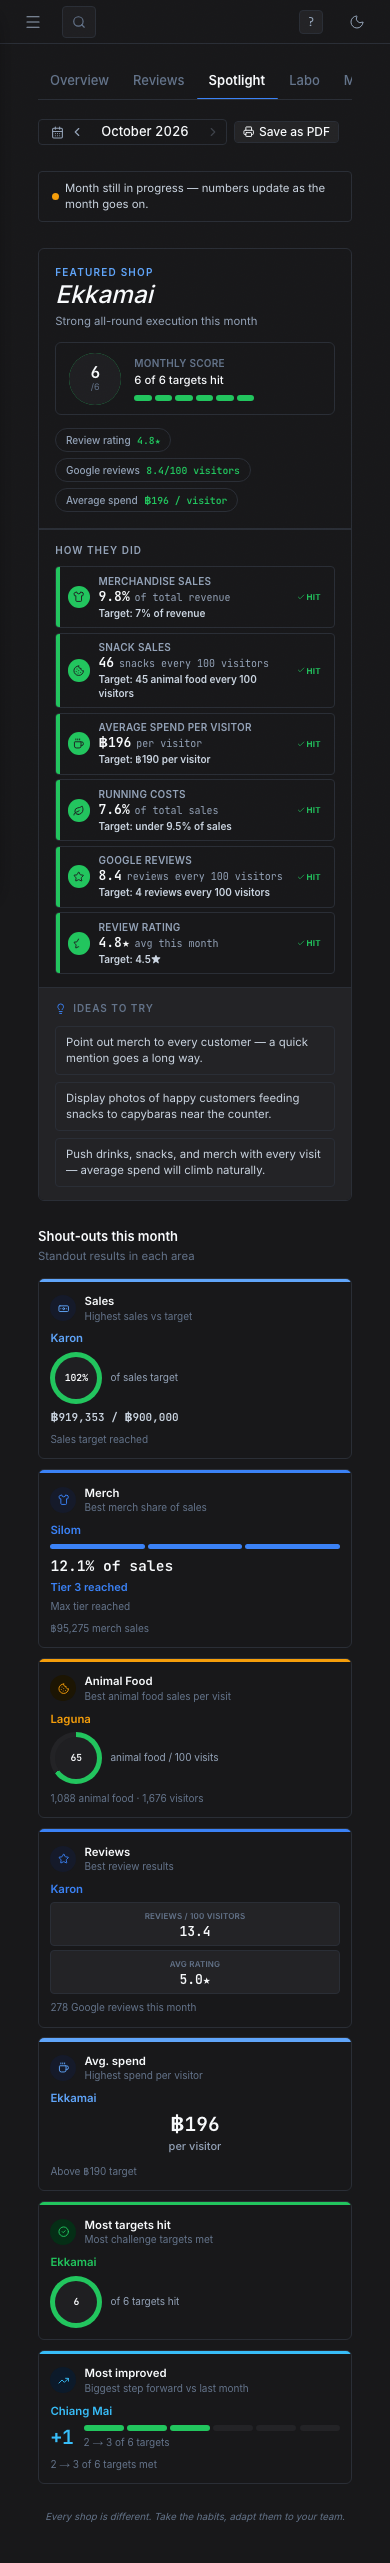 ?
Overview Reviews Spotlight Labo M
October 2026 Save as PDF
Month still in progress — numbers update as the
month goes on.
FEATURED SHOP
Ekkamai
Strong all-round execution this month
6
/6
MONTHLY SCORE
6 of 6 targets hit
Review rating 4.8★
Google reviews 8.4/100 visitors
Average spend ฿196 / visitor
HOW THEY DID
MERCHANDISE SALES
9.8% of total revenue
Target: 7% of revenue
✓ HIT
SNACK SALES
46 snacks every 100 visitors
Target: 45 animal food every 100
visitors
✓ HIT
AVERAGE SPEND PER VISITOR
฿196 per visitor
Target: ฿190 per visitor
✓ HIT
RUNNING COSTS
7.6% of total sales
Target: under 9.5% of sales
✓ HIT
GOOGLE REVIEWS
8.4 reviews every 100 visitors
Target: 4 reviews every 100 visitors
✓ HIT
REVIEW RATING
4.8★ avg this month
Target: 4.5★
✓ HIT
IDEAS TO TRY
Point out merch to every customer — a quick
mention goes a long way.
Display photos of happy customers feeding
snacks to capybaras near the counter.
Push drinks, snacks, and merch with every visit
— average spend will climb naturally.
Shout-outs this month
Standout results in each area
Sales
Highest sales vs target
Karon
102% of sales target
฿919,353 / ฿900,000
Sales target reached
Merch
Best merch share of sales
Silom
12.1% of sales
Tier 3 reached
Max tier reached
฿95,275 merch sales
Animal Food
Best animal food sales per visit
Laguna
65 animal food / 100 visits
1,088 animal food · 1,676 visitors
Reviews
Best review results
Karon
REVIEWS / 100 VISITORS
13.4
AVG RATING
5.0★
278 Google reviews this month
Avg. spend
Highest spend per visitor
Ekkamai
฿196
per visitor
Above ฿190 target
Most targets hit
Most challenge targets met
Ekkamai
6 of 6 targets hit
Most improved
Biggest step forward vs last month
Chiang Mai
+1
2 → 3 of 6 targets
2 → 3 of 6 targets met
Every shop is different. Take the habits, adapt them to your team.